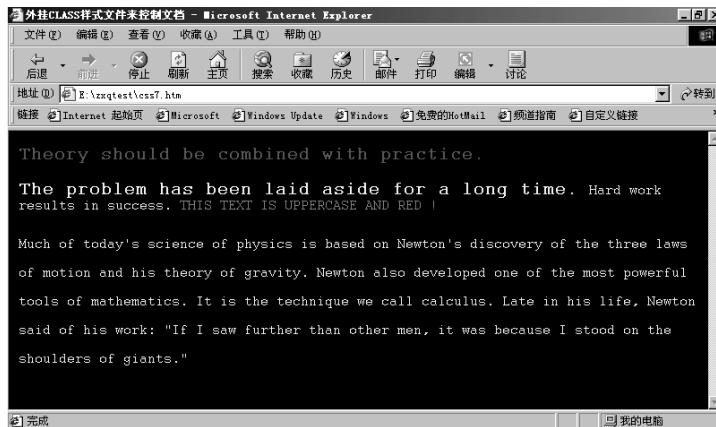 外挂CLASS样式文件来控制文档 - Microsoft Internet Explorer
文件(F) 编辑(E) 查看(V) 收藏(A) 工具(T) 帮助(H)
后退 前进 停止 刷新 主页 搜索 收藏 历史 邮件 打印 编辑 讨论
地址(D) E:\zxqtest\css7.htm 转到
链接 Internet 起始页 Microsoft Windows Update Windows 免费的HotMail 频道指南 自定义链接
Theory should be combined with practice.
The problem has been laid aside for a long time. Hard work
results in success. THIS TEXT IS UPPERCASE AND RED !
Much of today's science of physics is based on Newton's discovery of the three laws
of motion and his theory of gravity. Newton also developed one of the most powerful
tools of mathematics. It is the technique we call calculus. Late in his life, Newton
said of his work: "If I saw further than other men, it was because I stood on the
shoulders of giants."
完成 我的电脑